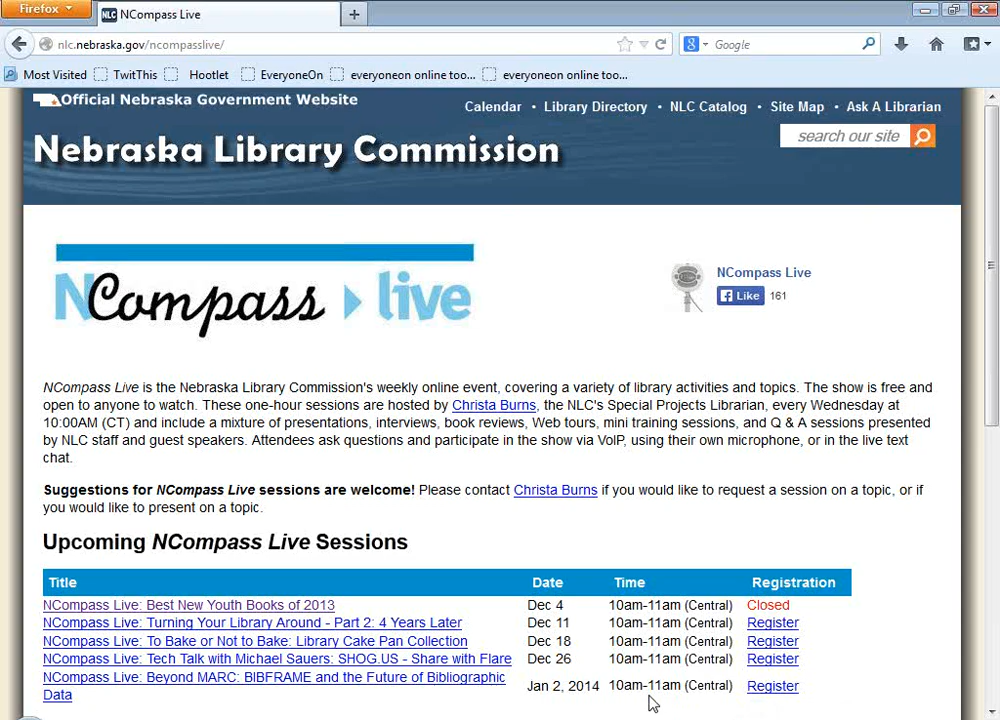 Firefox
NLC NCompass Live
nlc.nebraska.gov/ncompasslive/
Google
Most Visited TwitThis Hootlet EveryoneOn everyoneon online too... everyoneon online too...
Official Nebraska Government Website
Calendar • Library Directory • NLC Catalog • Site Map • Ask A Librarian
search our site
Nebraska Library Commission
NCompass live
NCompass Live
Like 161
NCompass Live is the Nebraska Library Commission's weekly online event, covering a variety of library activities and topics. The show is free and
open to anyone to watch. These one-hour sessions are hosted by Christa Burns, the NLC's Special Projects Librarian, every Wednesday at
10:00AM (CT) and include a mixture of presentations, interviews, book reviews, Web tours, mini training sessions, and Q & A sessions presented
by NLC staff and guest speakers. Attendees ask questions and participate in the show via VoIP, using their own microphone, or in the live text
chat.
Suggestions for NCompass Live sessions are welcome! Please contact Christa Burns if you would like to request a session on a topic, or if
you would like to present on a topic.
Upcoming NCompass Live Sessions
Title Date Time Registration
NCompass Live: Best New Youth Books of 2013 Dec 4 10am-11am (Central) Closed
NCompass Live: Turning Your Library Around - Part 2: 4 Years Later Dec 11 10am-11am (Central) Register
NCompass Live: To Bake or Not to Bake: Library Cake Pan Collection Dec 18 10am-11am (Central) Register
NCompass Live: Tech Talk with Michael Sauers: SHOG.US - Share with Flare Dec 26 10am-11am (Central) Register
NCompass Live: Beyond MARC: BIBFRAME and the Future of Bibliographic
Data Jan 2, 2014 10am-11am (Central) Register